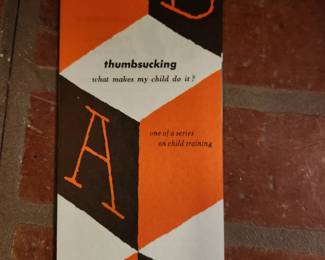 B
thumbsucking
what makes my child do it?
one of a series
on child training
A